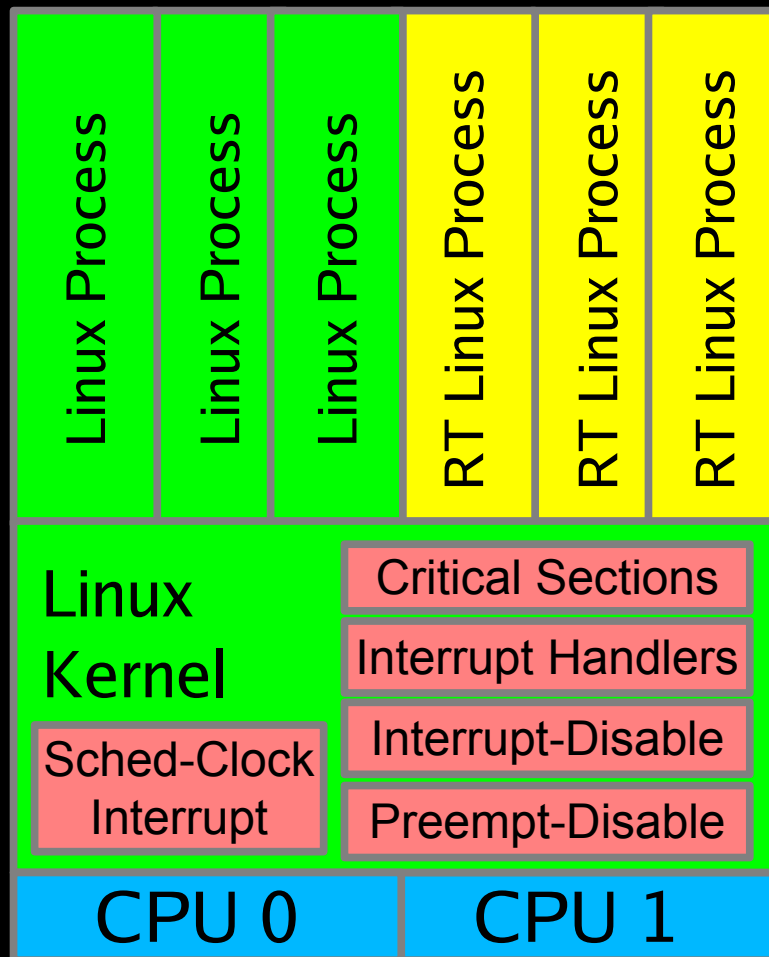 Linux Process
Linux Process
Linux Process
RT Linux Process
RT Linux Process
RT Linux Process
Linux
Kernel
Sched-Clock
Interrupt
Critical Sections
Interrupt Handlers
Interrupt-Disable
Preempt-Disable
CPU 0
CPU 1